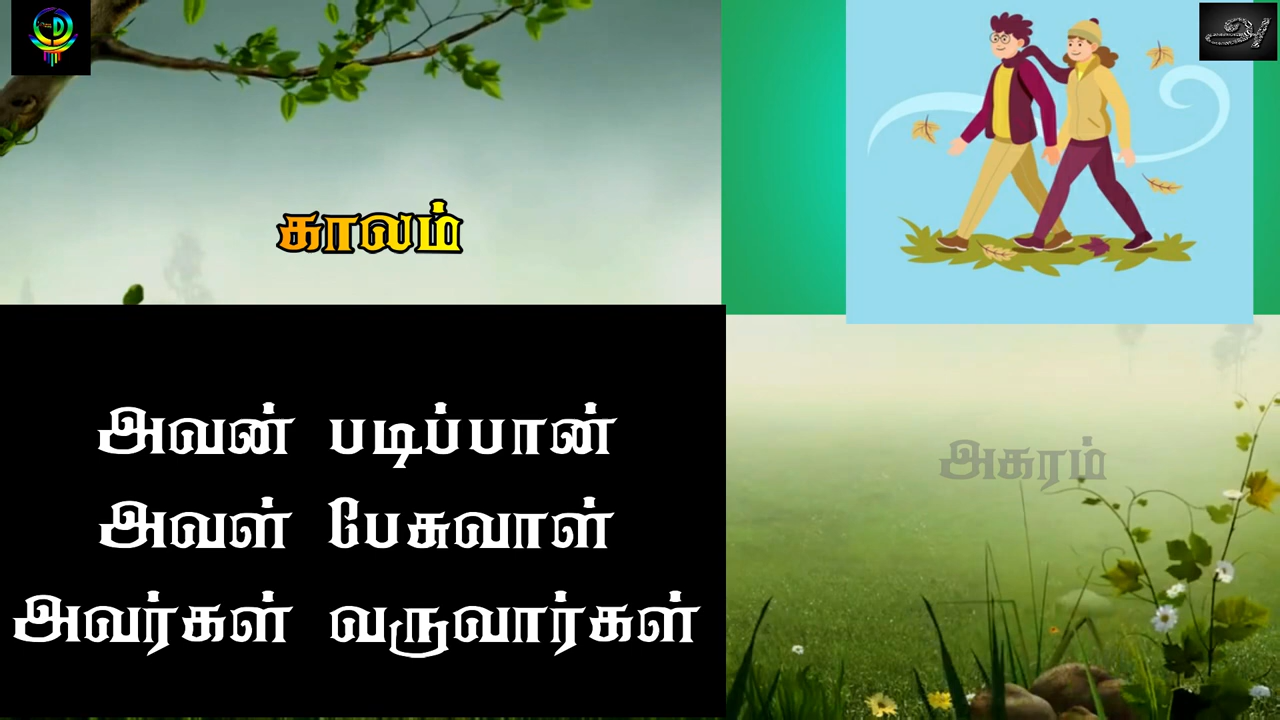 காலம்
அவன் படிப்பான்
அவள் பேசுவாள்
அவர்கள் வருவார்கள்
அகரம்